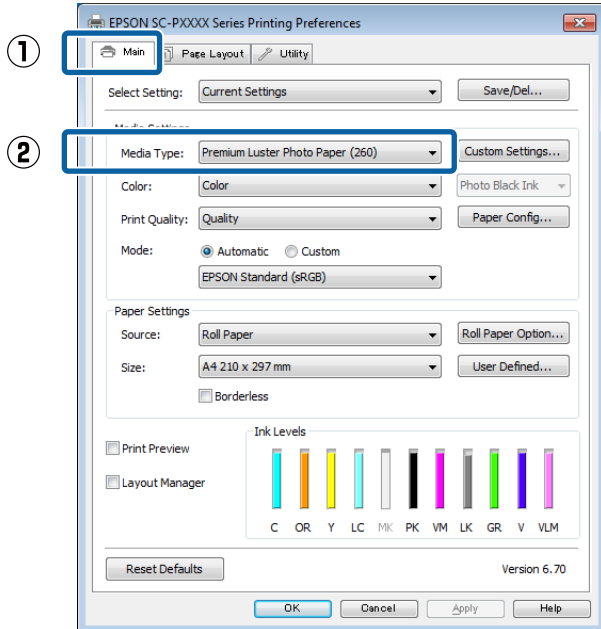 EPSON SC-PXXXX Series Printing Preferences
①
Main Page Layout Utility
Select Setting: Current Settings Save/Del...
Media Settings
②
Media Type: Premium Luster Photo Paper (260) Custom Settings...
Color: Color Photo Black Ink
Print Quality: Quality Paper Config...
Mode: Automatic Custom
EPSON Standard (sRGB)
Paper Settings
Source: Roll Paper Roll Paper Option...
Size: A4 210 x 297 mm User Defined...
Borderless
Ink Levels
Print Preview
Layout Manager
C OR Y LC MK PK VM LK GR V VLM
Reset Defaults Version 6.70
OK Cancel Apply Help